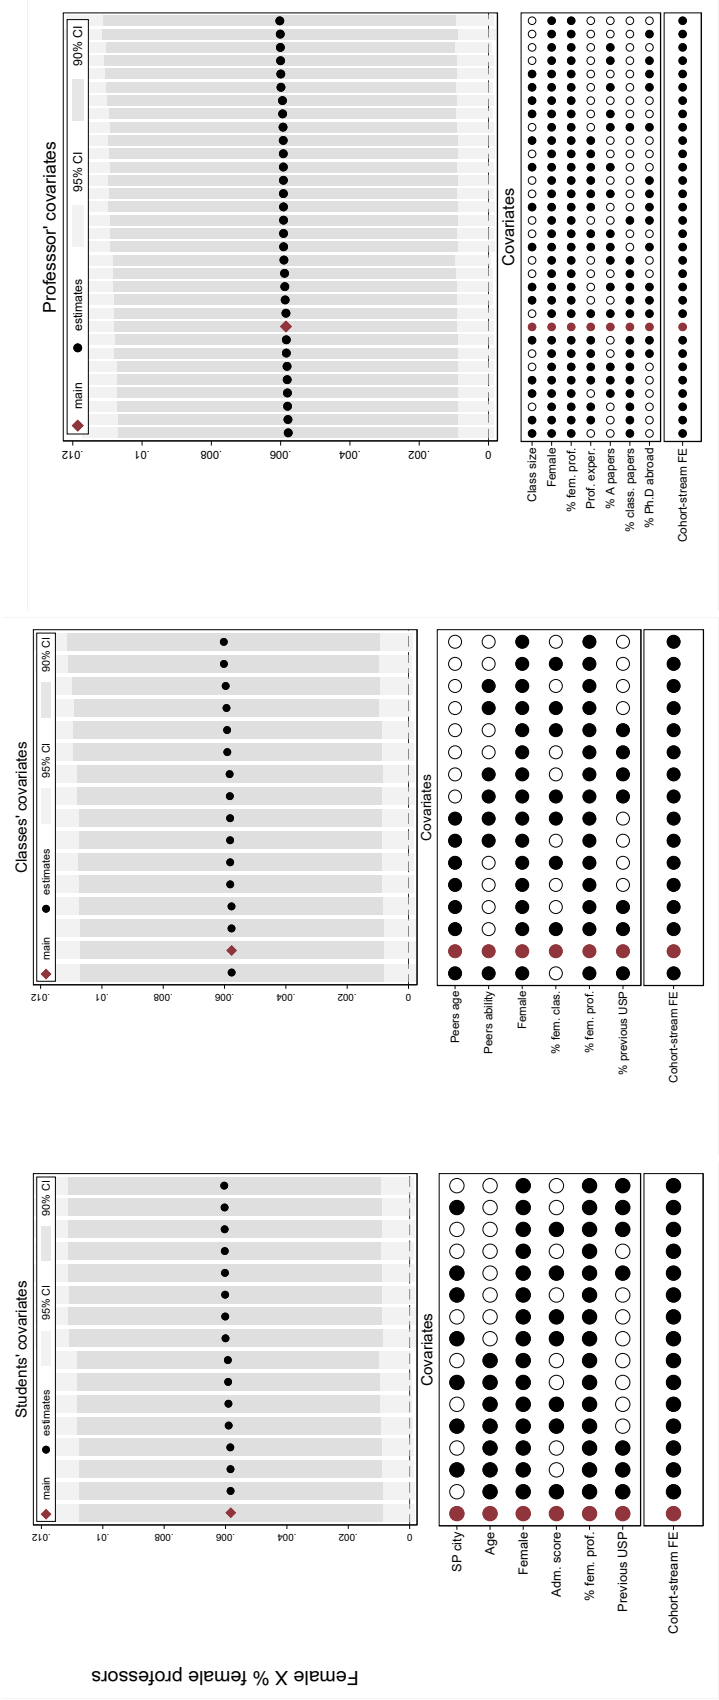 Female X % female professors
Students' covariates
main
estimates
95% CI
90% CI
.012
.01
.008
.006
.004
.002
0
Covariates
SP city
Age
Female
Adm. score
% fem. prof.
Previous USP
Cohort-stream FE
Classes' covariates
main
estimates
95% CI
90% CI
.012
.01
.008
.006
.004
.002
0
Covariates
Peers age
Peers ability
Female
% fem. clas.
% fem. prof.
% previous USP
Cohort-stream FE
Professsor' covariates
main
estimates
95% CI
90% CI
.012
.01
.008
.006
.004
.002
0
Covariates
Class size
Female
% fem. prof.
Prof. exper.
% A papers
% class. papers
% Ph.D abroad
Cohort-stream FE